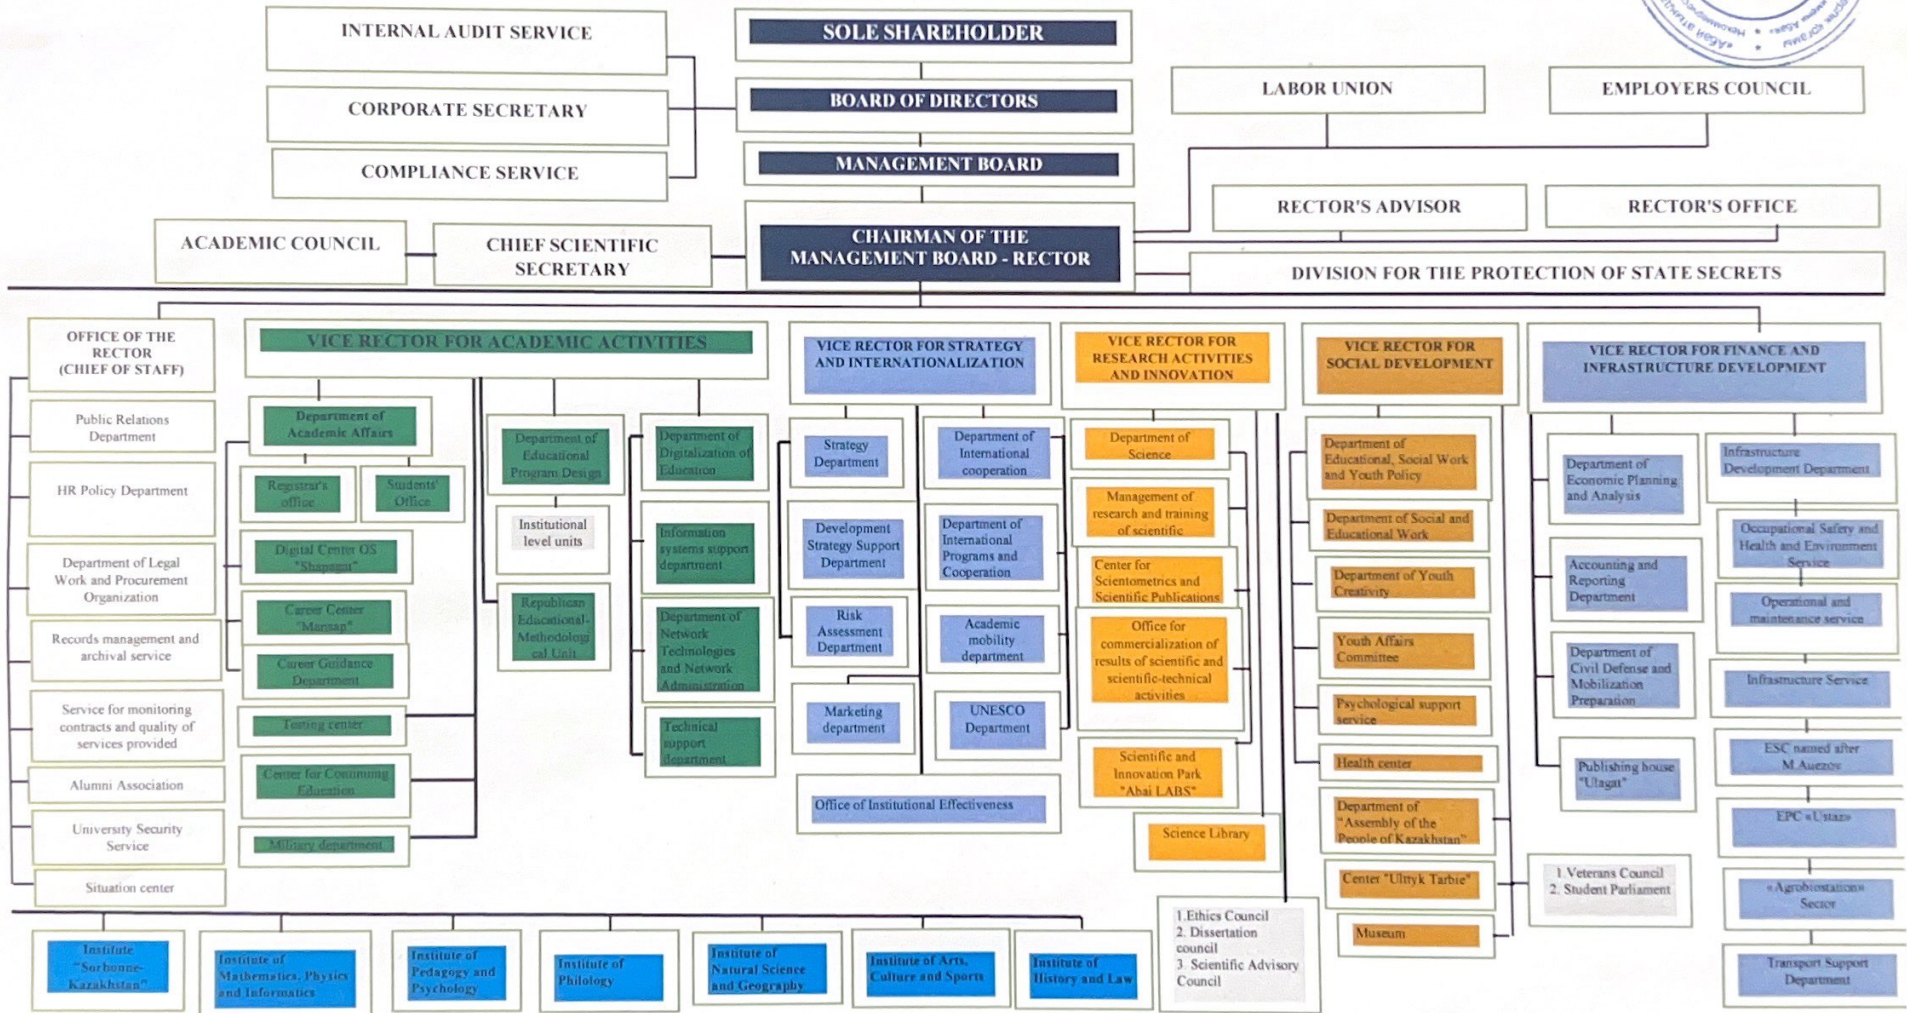 INTERNAL AUDIT SERVICE
CORPORATE SECRETARY
COMPLIANCE SERVICE
SOLE SHAREHOLDER
BOARD OF DIRECTORS
MANAGEMENT BOARD
CHAIRMAN OF THE
MANAGEMENT BOARD - RECTOR
LABOR UNION
EMPLOYERS COUNCIL
RECTOR'S ADVISOR
RECTOR'S OFFICE
ACADEMIC COUNCIL
CHIEF SCIENTIFIC
SECRETARY
DIVISION FOR THE PROTECTION OF STATE SECRETS
OFFICE OF THE
RECTOR
(CHIEF OF STAFF)
Public Relations
Department
HR Policy Department
Department of Legal
Work and Procurement
Organization
Records management and
archival service
Service for monitoring
contracts and quality of
services provided
Alumni Association
University Security
Service
Situation center
VICE RECTOR FOR ACADEMIC ACTIVITIES
Department of
Academic Affairs
Registrar's
office
Students'
Office
Digital Center OS
"Shapagat"
Career Center
"Mansap"
Career Guidance
Department
Testing center
Center for Continuing
Education
Military department
Department of
Educational
Program Design
Institutional
level units
Republican
Educational-
Methodologi
cal Unit
Department of
Digitalization of
Education
Information
systems support
department
Department of
Network
Technologies
and Network
Administration
Technical
support
department
VICE RECTOR FOR STRATEGY
AND INTERNATIONALIZATION
Strategy
Department
Development
Strategy Support
Department
Risk
Assessment
Department
Marketing
department
Department of
International
cooperation
Department of
International
Programs and
Cooperation
Academic
mobility
department
UNESCO
Department
Office of Institutional Effectiveness
VICE RECTOR FOR
RESEARCH ACTIVITIES
AND INNOVATION
Department of
Science
Management of
research and training
of scientific
Center for
Scientometrics and
Scientific Publications
Office for
commercialization of
results of scientific and
scientific-technical
activities
Scientific and
Innovation Park
"Abai LABS"
Science Library
1.Ethics Council
2. Dissertation
council
3. Scientific Advisory
Council
VICE RECTOR FOR
SOCIAL DEVELOPMENT
Department of
Educational, Social Work
and Youth Policy
Department of Social and
Educational Work
Department of Youth
Creativity
Youth Affairs
Committee
Psychological support
service
Health center
Department of
"Assembly of the
People of Kazakhstan"
Center "Ulttyk Tarbie"
Museum
1.Veterans Council
2. Student Parliament
VICE RECTOR FOR FINANCE AND
INFRASTRUCTURE DEVELOPMENT
Department of
Economic Planning
and Analysis
Accounting and
Reporting
Department
Department of
Civil Defense and
Mobilization
Preparation
Publishing house
"Ulagat"
Infrastructure
Development Department
Occupational Safety and
Health and Environment
Service
Operational and
maintenance service
Infrastructure Service
ESC named after
M.Auezov
EPC «Ustaz»
«Agrobiostation»
Sector
Transport Support
Department
Institute
"Sorbonne-
Kazakhstan"
Institute of
Mathematics, Physics
and Informatics
Institute of
Pedagogy and
Psychology
Institute of
Philology
Institute of
Natural Science
and Geography
Institute of Arts,
Culture and Sports
Institute of
History and Law